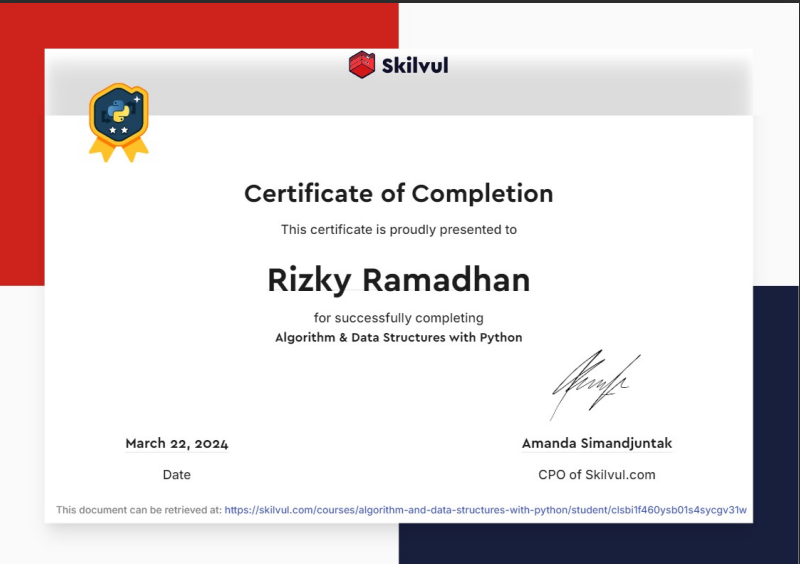 Skilvul
Certificate of Completion
This certificate is proudly presented to
Rizky Ramadhan
for successfully completing
Algorithm & Data Structures with Python
March 22, 2024
Date
Amanda Simandjuntak
CPO of Skilvul.com
This document can be retrieved at: https://skilvul.com/courses/algorithm-and-data-structures-with-python/student/clsbi1f460ysb01s4sycgv31w